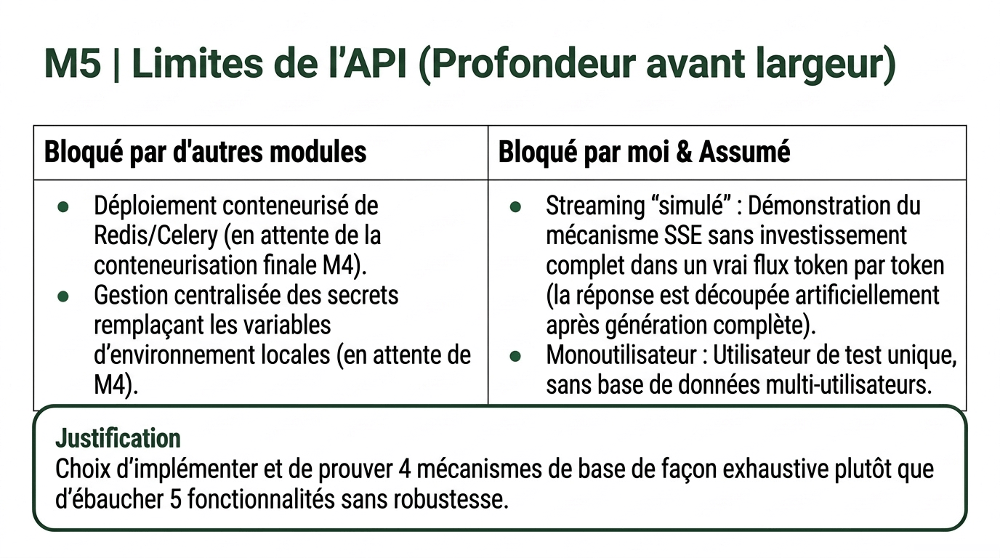 M5 | Limites de l’API (Profondeur avant largeur)
Bloqué par d'autres modules
● Déploiement conteneurisé de
Redis/Celery (en attente de la
conteneurisation finale M4).
● Gestion centralisée des secrets
remplaçant les variables
d’environnement locales (en attente de
M4).
Bloqué par moi & Assumé
● Streaming “simulé” : Démonstration du
mécanisme SSE sans investissement
complet dans un vrai flux token par token
(la réponse est découpée artificiellement
après génération complète).
● Monoutilisateur : Utilisateur de test unique,
sans base de données multi-utilisateurs.
Justification
Choix d’implémenter et de prouver 4 mécanismes de base de façon exhaustive plutôt que
d’ébaucher 5 fonctionnalités sans robustesse.